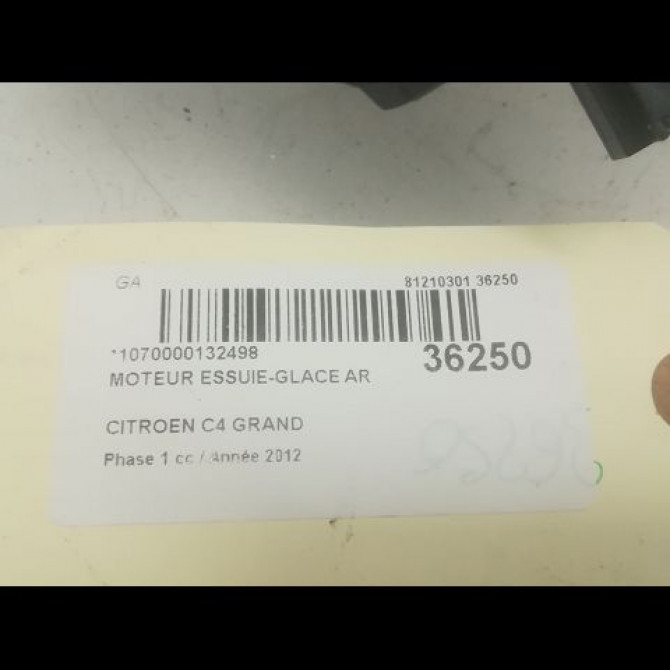 GA 81210301 36250
*1070000132498 36250
MOTEUR ESSUIE-GLACE AR
CITROEN C4 GRAND
Phase 1 cc / Année 2012